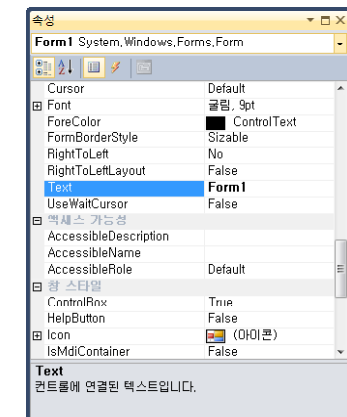 속성
Form1 System.Windows.Forms.Form
Cursor Default
Font 굴림, 9pt
ForeColor ControlText
FormBorderStyle Sizable
RightToLeft No
RightToLeftLayout False
Text Form1
UseWaitCursor False
액세스 가능성
AccessibleDescription
AccessibleName
AccessibleRole Default
창 스타일
ControlBox True
HelpButton False
Icon (아이콘)
IsMdiContainer False
Text
컨트롤에 연결된 텍스트입니다.